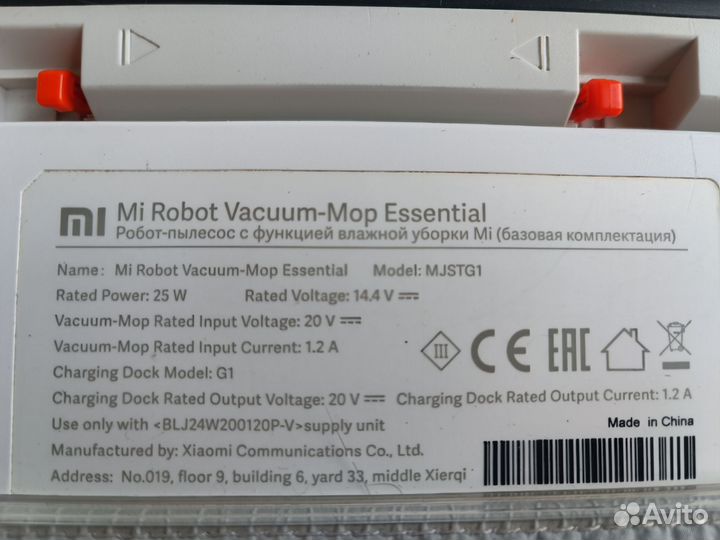 mi Mi Robot Vacuum-Mop Essential
Робот-пылесос с функцией влажной уборки Mi (базовая комплектация)
Name: Mi Robot Vacuum-Mop Essential Model: MJSTG1
Rated Power: 25 W Rated Voltage: 14.4 V ⎓
Vacuum-Mop Rated Input Voltage: 20 V ⎓
Vacuum-Mop Rated Input Current: 1.2 A
III CE EAC
Charging Dock Model: G1
Charging Dock Rated Output Voltage: 20 V ⎓ Charging Dock Rated Output Current: 1.2 A
Use only with <BLJ24W200120P-V>supply unit
Made in China
Manufactured by: Xiaomi Communications Co., Ltd.
Address: No.019, floor 9, building 6, yard 33, middle Xierqi
Avito